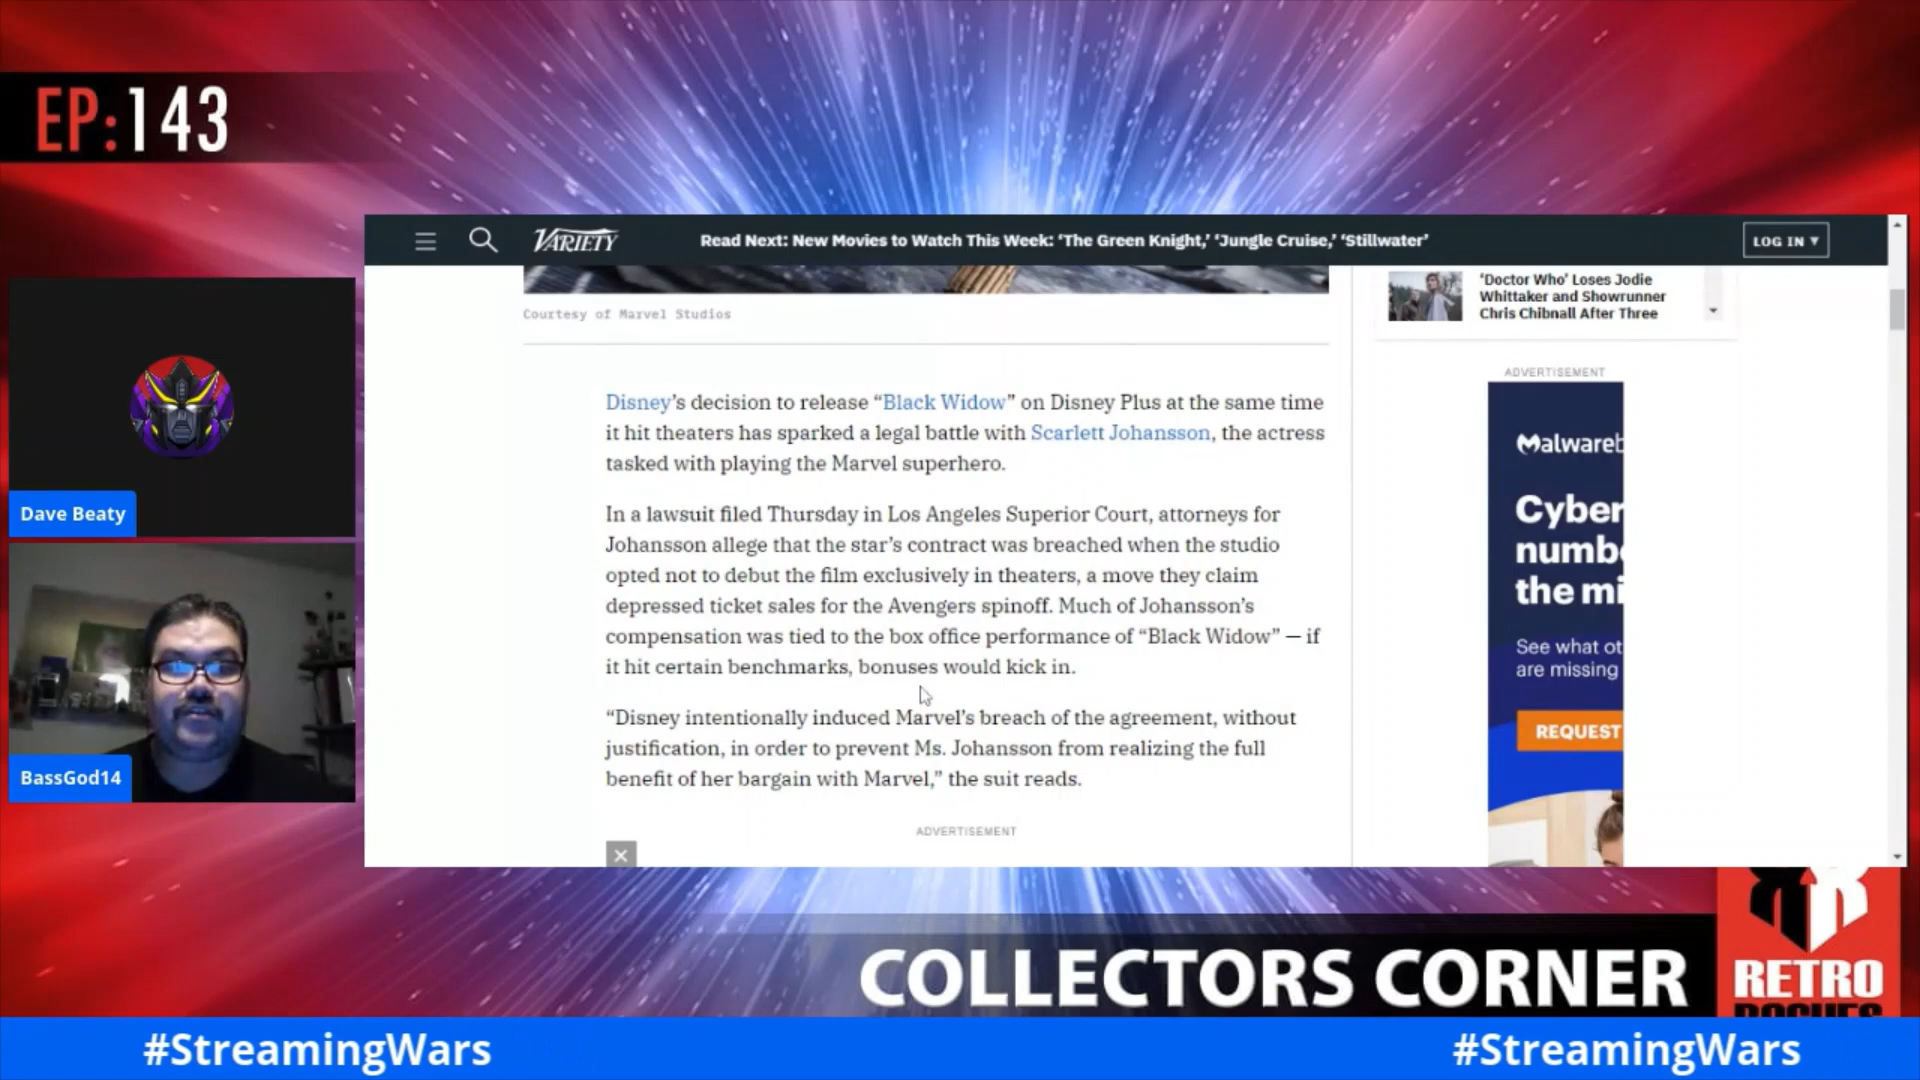 EP:143
VARIETY
Read Next: New Movies to Watch This Week: ‘The Green Knight,’ ‘Jungle Cruise,’ ‘Stillwater’
LOG IN ▾
Courtesy of Marvel Studios
‘Doctor Who’ Loses Jodie
Whittaker and Showrunner
Chris Chibnall After Three
Disney’s decision to release “Black Widow” on Disney Plus at the same time
it hit theaters has sparked a legal battle with Scarlett Johansson, the actress
tasked with playing the Marvel superhero.
In a lawsuit filed Thursday in Los Angeles Superior Court, attorneys for
Johansson allege that the star’s contract was breached when the studio
opted not to debut the film exclusively in theaters, a move they claim
depressed ticket sales for the Avengers spinoff. Much of Johansson’s
compensation was tied to the box office performance of “Black Widow” — if
it hit certain benchmarks, bonuses would kick in.
“Disney intentionally induced Marvel’s breach of the agreement, without
justification, in order to prevent Ms. Johansson from realizing the full
benefit of her bargain with Marvel,” the suit reads.
ADVERTISEMENT
ADVERTISEMENT
Malwareb
Cyber
numb
the mi
See what ot
are missing
REQUEST
Dave Beaty
BassGod14
COLLECTORS CORNER
RETRO
ROGUES
#StreamingWars
#StreamingWars